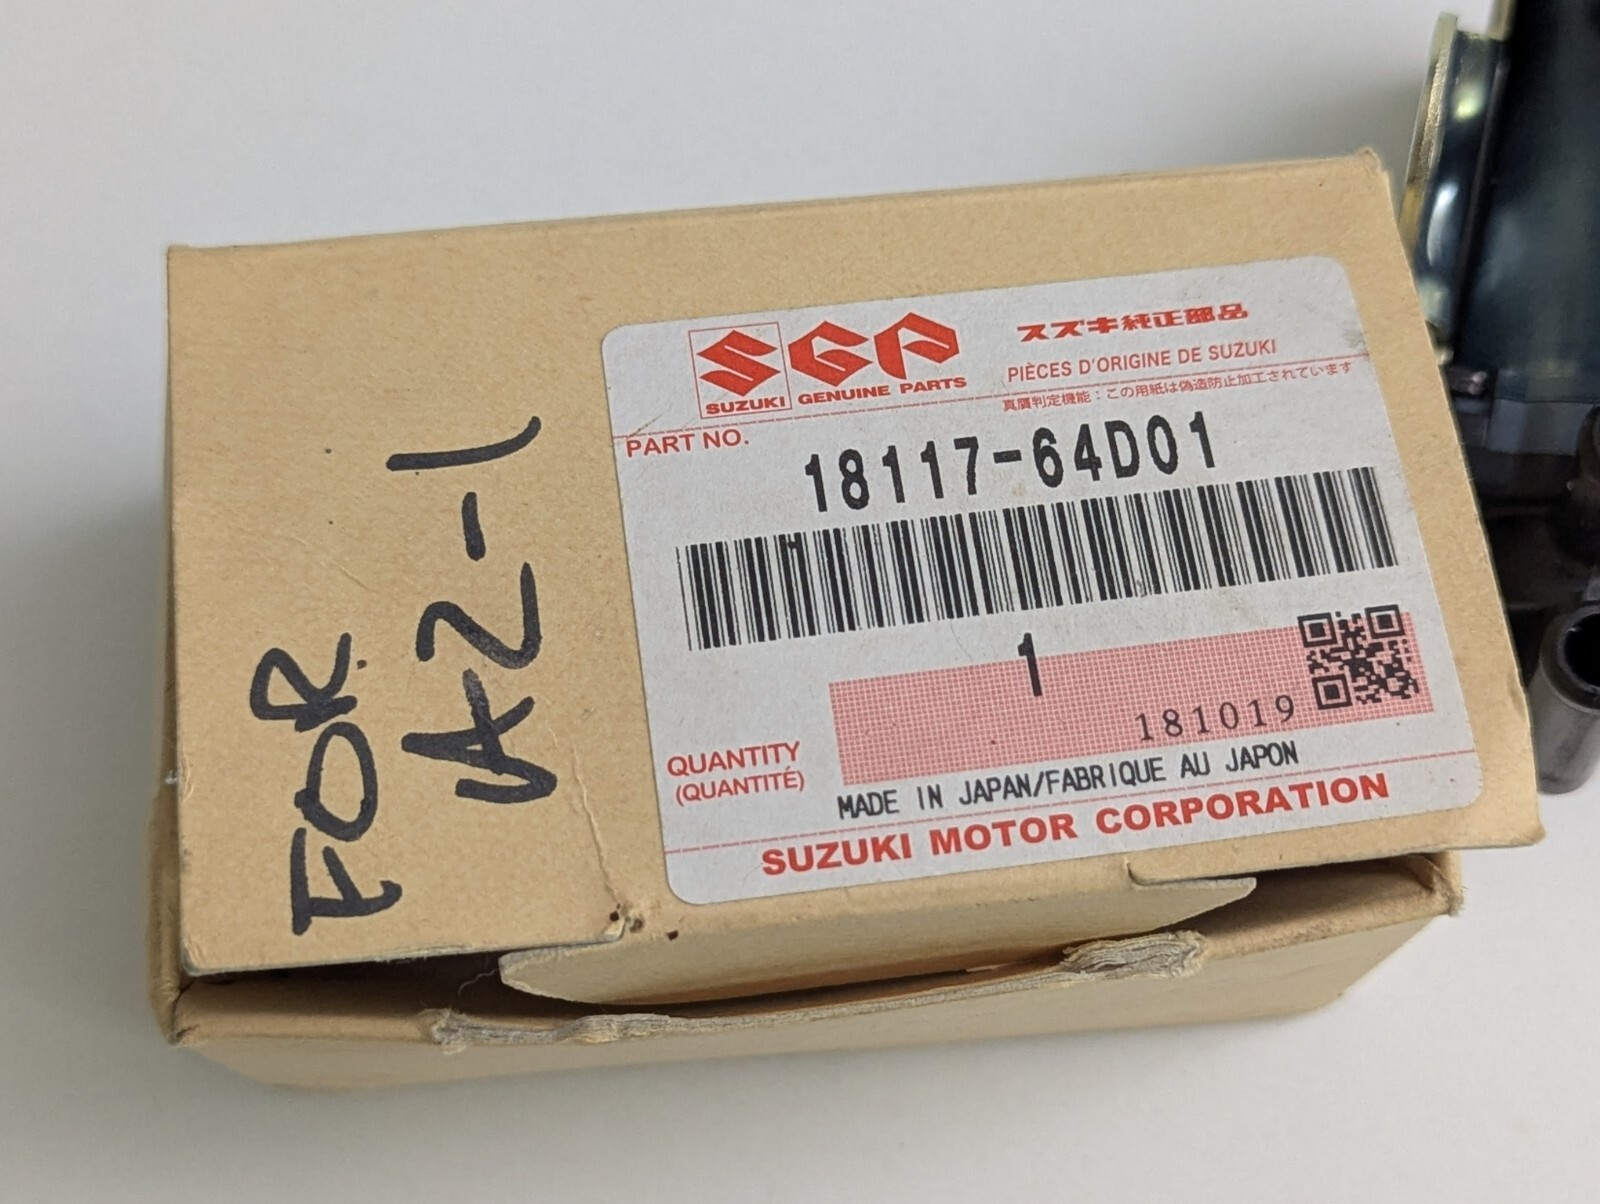 FOR
AZ-1
SUZUKI
SGP
GENUINE PARTS
スズキ純正部品
PIÈCES D'ORIGINE DE SUZUKI
真贋判定機能：この用紙は偽造防止加工されています
PART NO.
18117-64D01
1
181019
QUANTITY
(QUANTITÉ)
MADE IN JAPAN/FABRIQUE AU JAPON
SUZUKI MOTOR CORPORATION